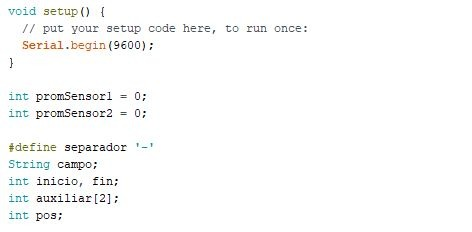 void setup() {
  // put your setup code here, to run once:
  Serial.begin(9600);
}

int promSensor1 = 0;
int promSensor2 = 0;

#define separador '-'
String campo;
int inicio, fin;
int auxiliar[2];
int pos;